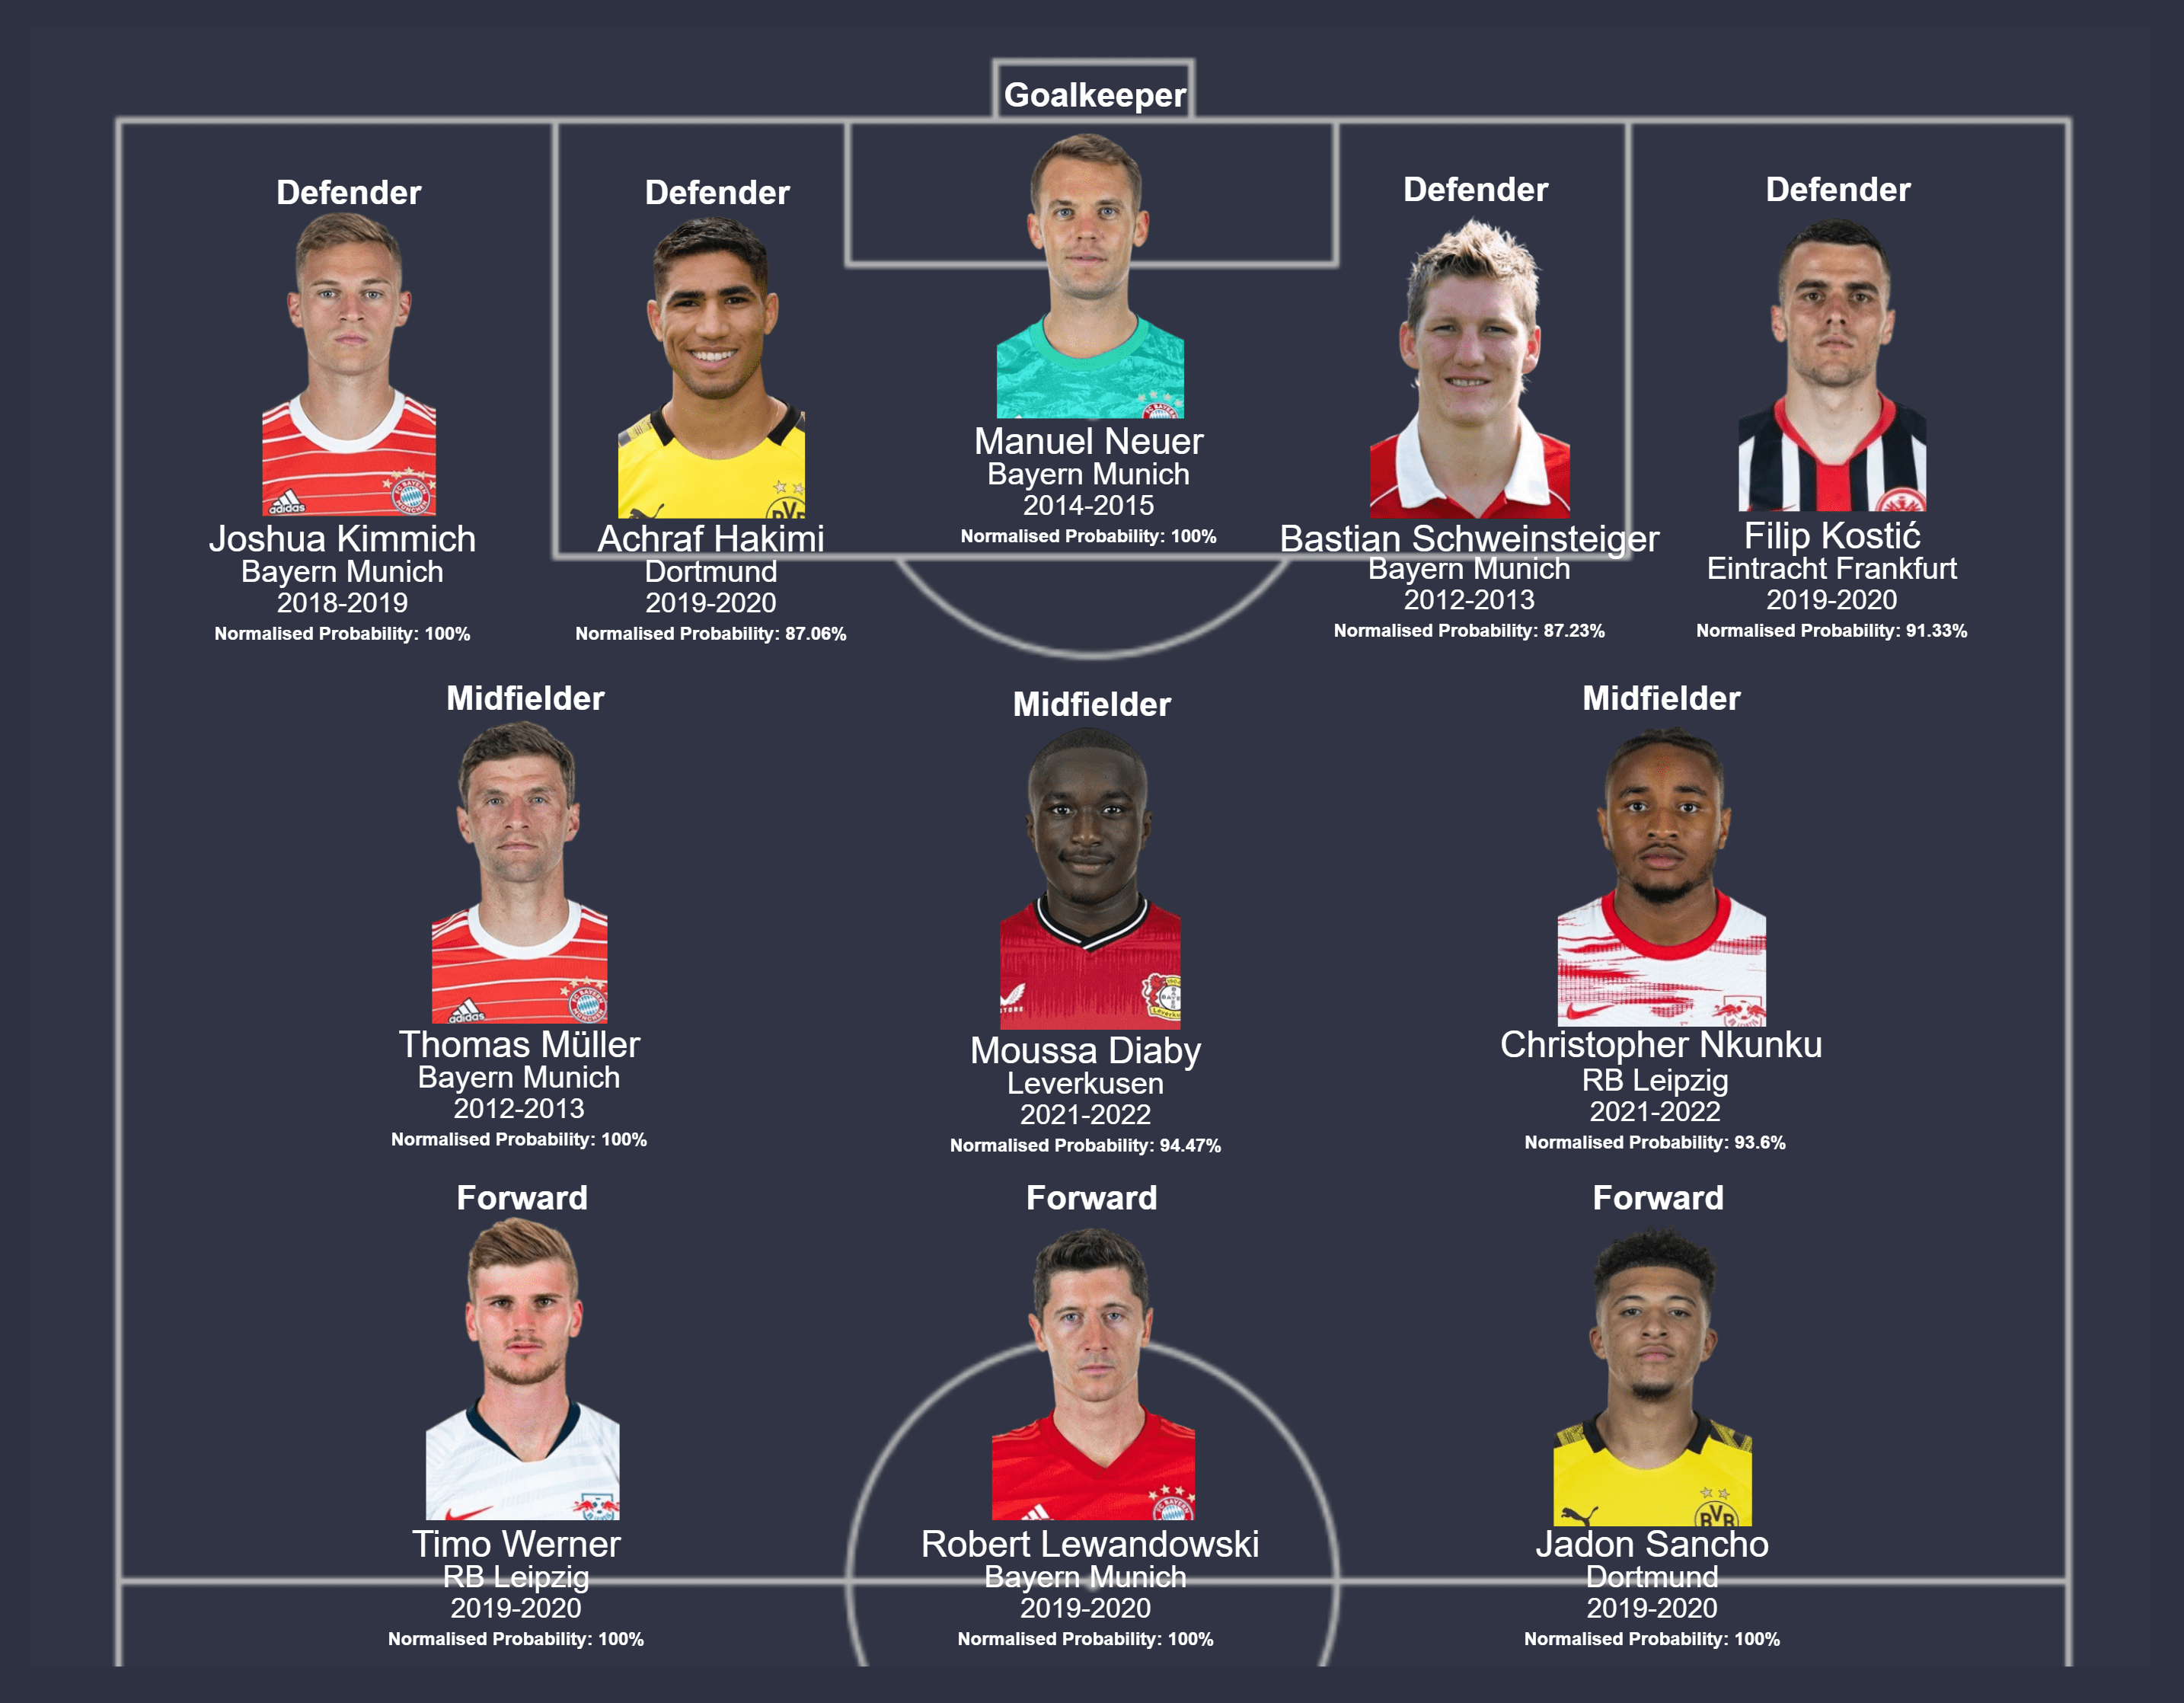 Goalkeeper
Defender
Defender
Defender
Defender
Manuel Neuer
Bayern Munich
2014-2015
Normalised Probability: 100%
Joshua Kimmich
Bayern Munich
2018-2019
Normalised Probability: 100%
Achraf Hakimi
Dortmund
2019-2020
Normalised Probability: 87.06%
Bastian Schweinsteiger
Bayern Munich
2012-2013
Normalised Probability: 87.23%
Filip Kostić
Eintracht Frankfurt
2019-2020
Normalised Probability: 91.33%
Midfielder
Midfielder
Midfielder
Thomas Müller
Bayern Munich
2012-2013
Normalised Probability: 100%
Moussa Diaby
Leverkusen
2021-2022
Normalised Probability: 94.47%
Christopher Nkunku
RB Leipzig
2021-2022
Normalised Probability: 93.6%
Forward
Forward
Forward
Timo Werner
RB Leipzig
2019-2020
Normalised Probability: 100%
Robert Lewandowski
Bayern Munich
2019-2020
Normalised Probability: 100%
Jadon Sancho
Dortmund
2019-2020
Normalised Probability: 100%
adidas
adidas
BVB